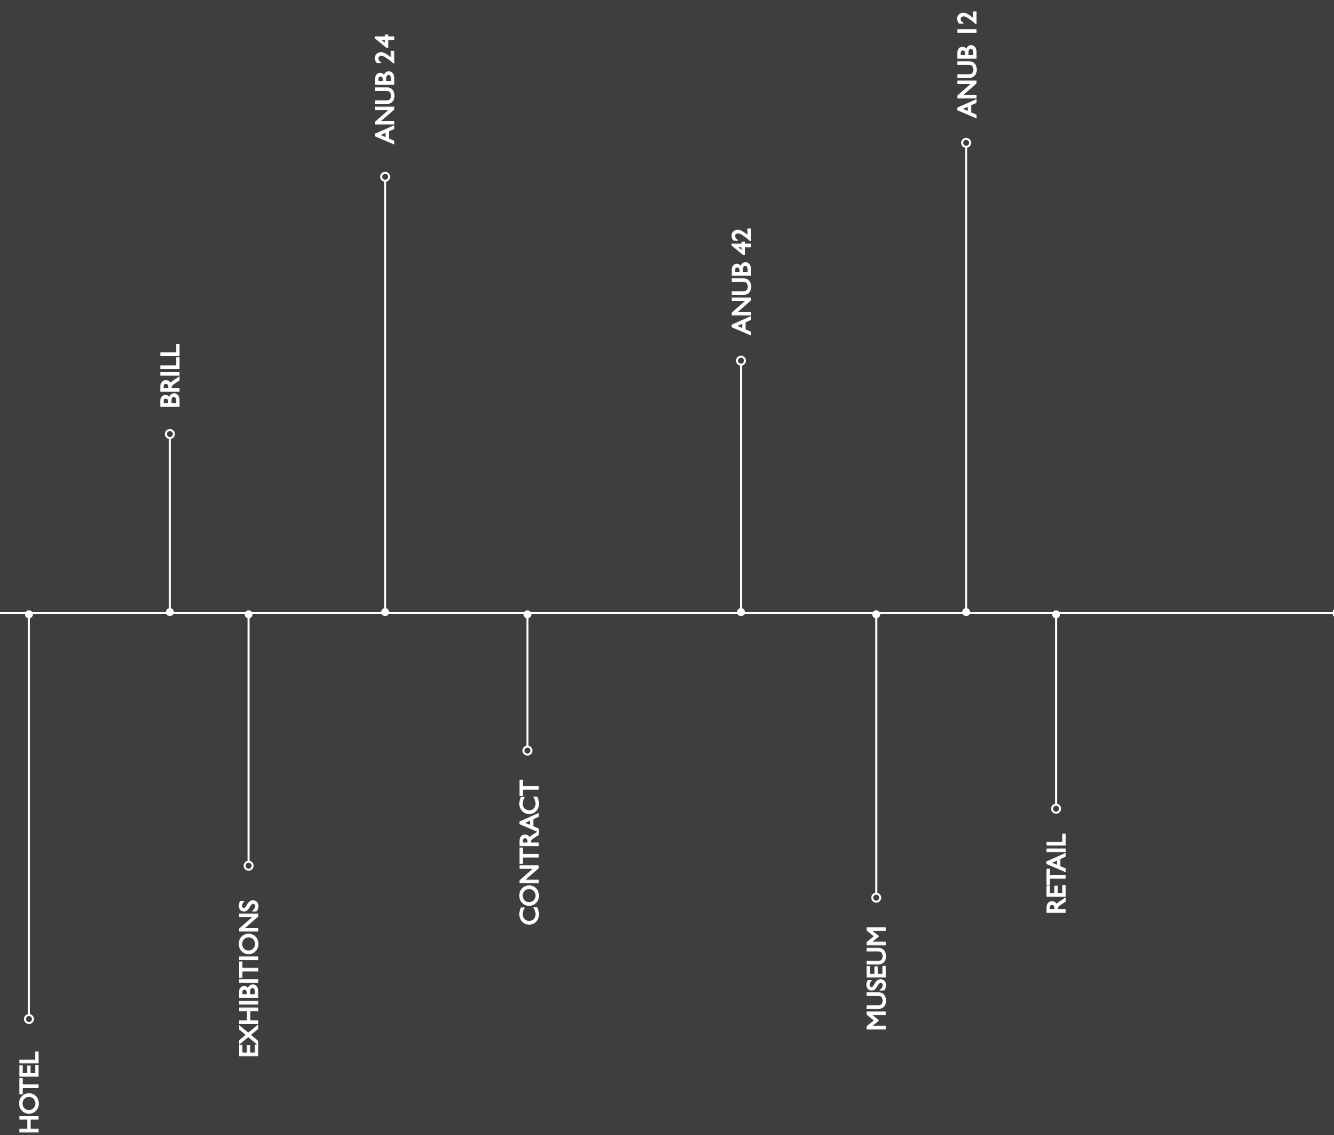 HOTEL
BRILL
EXHIBITIONS
ANUB 24
CONTRACT
ANUB 42
MUSEUM
ANUB 12
RETAIL